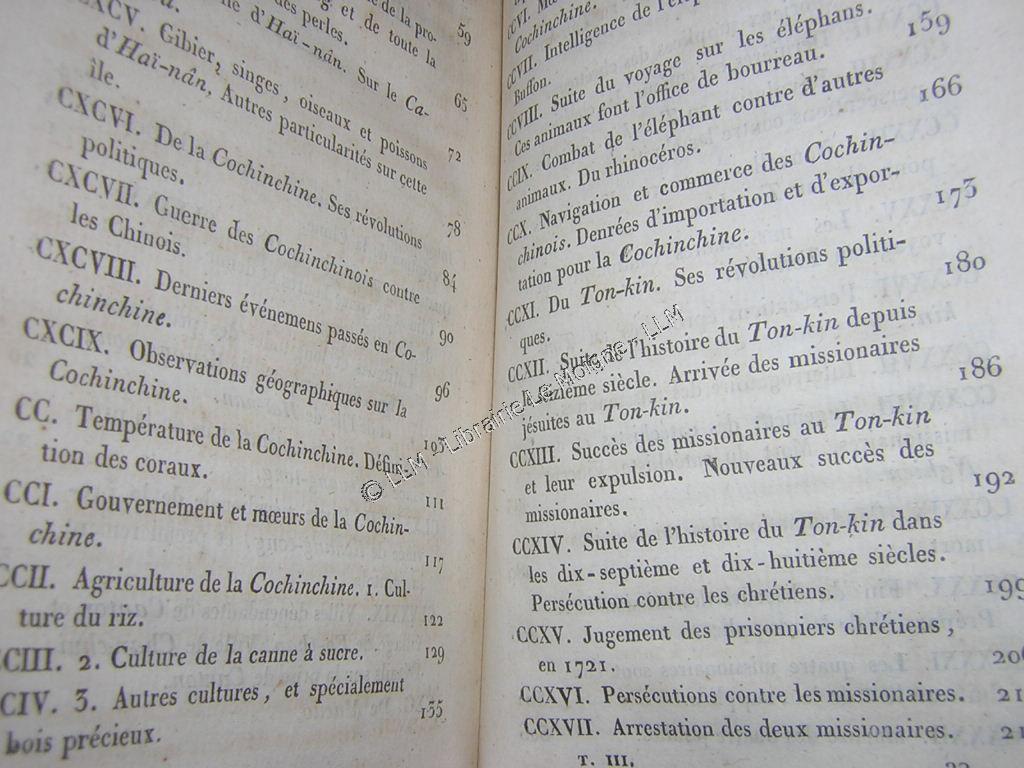 de la pro-
59
et de toute la
des perles.
d'Haï-nân. Sur le Ca-
65
Gibier, singes, oiseaux et poissons
d'Haï-nân, Autres particularités sur cette
île.
72
CXCVI. De la Cochinchine. Ses révolutions
politiques.
78
CXCVII. Guerre des Cochinchinois contre
les Chinois.
84
CXCVIII. Derniers événemens passés en Co-
chinchine.
90
CXCIX. Observations géographiques sur la
Cochinchine.
96
CC. Température de la Cochinchine. Défini-
tion des coraux.
111
CCI. Gouvernement et mœurs de la Cochin-
chine.
117
CCII. Agriculture de la Cochinchine. 1. Cul-
ture du riz.
122
CCIII. 2. Culture de la canne à sucre.
129
CCIV. 3. Autres cultures, et spécialement
bois précieux.
135
Cochinchine.
CCVII. Intelligence de
Buffon.
CCVIII. Suite du voyage sur les éléphans.
Ces animaux font l'office de bourreau.
159
CCIX. Combat de l'éléphant contre d'autres
animaux. Du rhinocéros.
166
CCX. Navigation et commerce des Cochin-
chinois. Denrées d'importation et d'expor-
tation pour la Cochinchine.
173
CCXI. Du Ton-kin. Ses révolutions politi-
ques.
180
CCXII. Suite de l'histoire du Ton-kin depuis
le seizième siècle. Arrivée des missionaires
jésuites au Ton-kin.
186
CCXIII. Succès des missionaires au Ton-kin
et leur expulsion. Nouveaux succès des
missionaires.
192
CCXIV. Suite de l'histoire du Ton-kin dans
les dix-septième et dix-huitième siècles.
Persécution contre les chrétiens.
199
CCXV. Jugement des prisonniers chrétiens,
en 1721.
206
CCXVI. Persécutions contre les missionaires.
CCXVII. Arrestation des deux missionaires.
T. III.
© LLM - Librairie Le Moigne - LLM